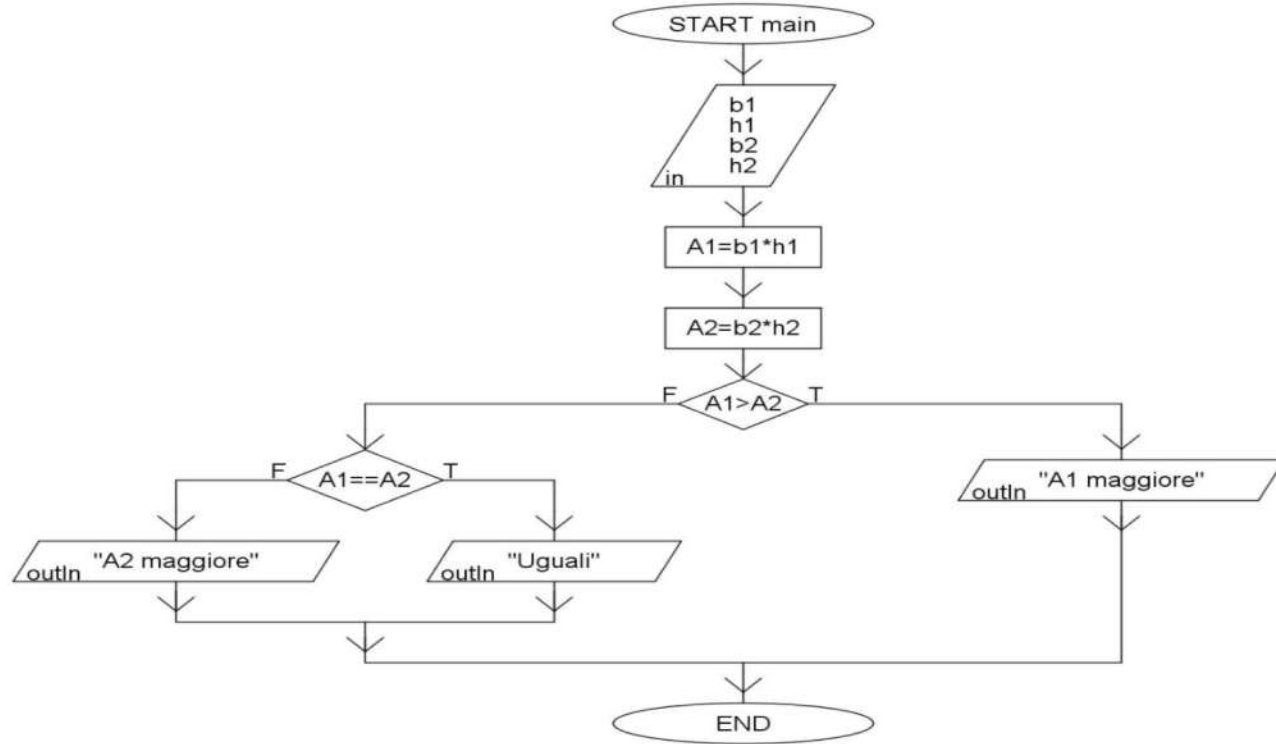 START main
b1
h1
b2
h2
in
A1=b1*h1
A2=b2*h2
F
A1>A2
T
F
A1==A2
T
"A1 maggiore"
outln
"A2 maggiore"
outln
"Uguali"
outln
END